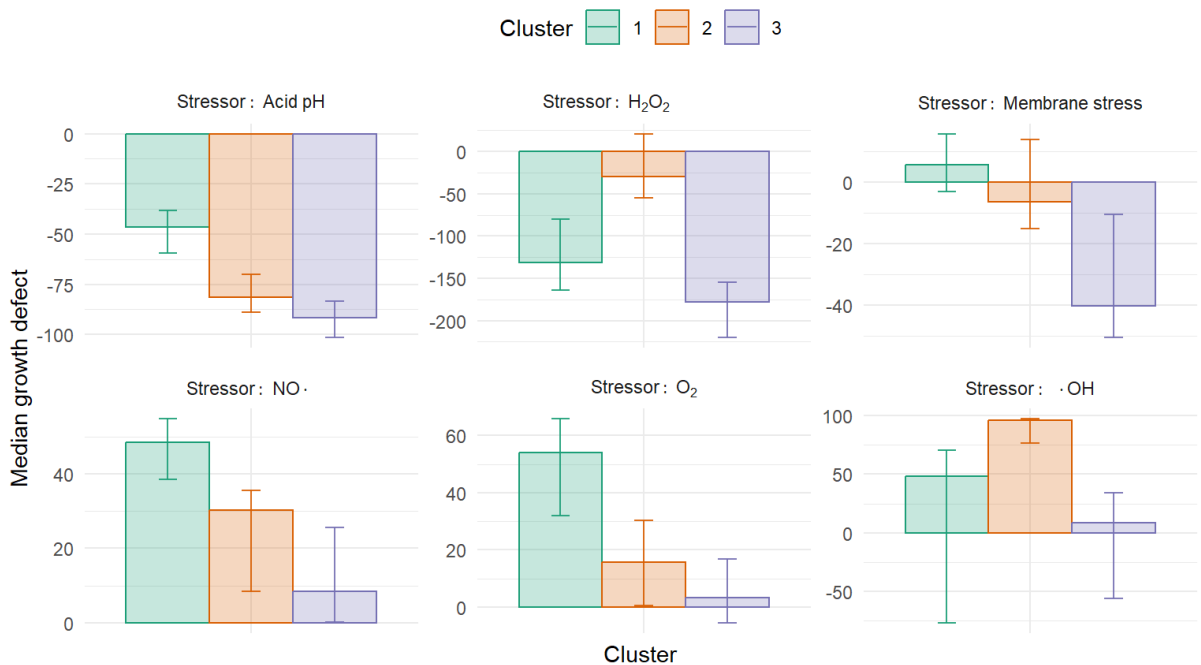 Cluster 1 2 3
Stressor: Acid pH
0
-25
-50
-75
-100
Stressor: H₂O₂
0
-50
-100
-150
-200
Stressor: Membrane stress
0
-20
-40
Median growth defect
Stressor: NO·
40
20
0
Stressor: O₂
60
40
20
0
Stressor: ·OH
100
50
0
-50
Cluster